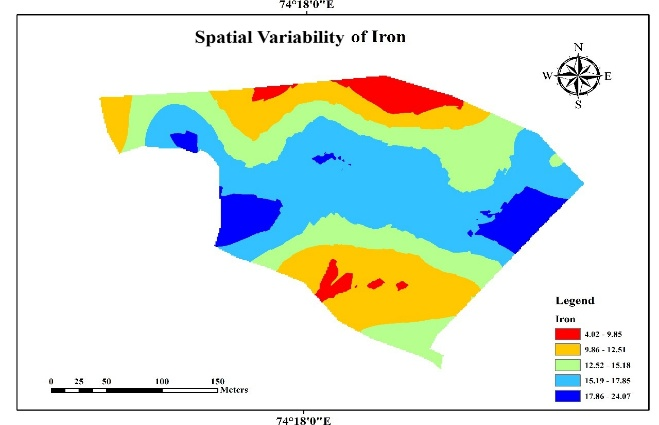 74°18'0"E
Spatial Variability of Iron
N
W E
S
Legend
Iron
4.02 - 9.85
9.86 - 12.51
12.52 - 15.18
15.19 - 17.85
17.86 - 24.07
0 25 50 100 150
Meters
74°18'0"E